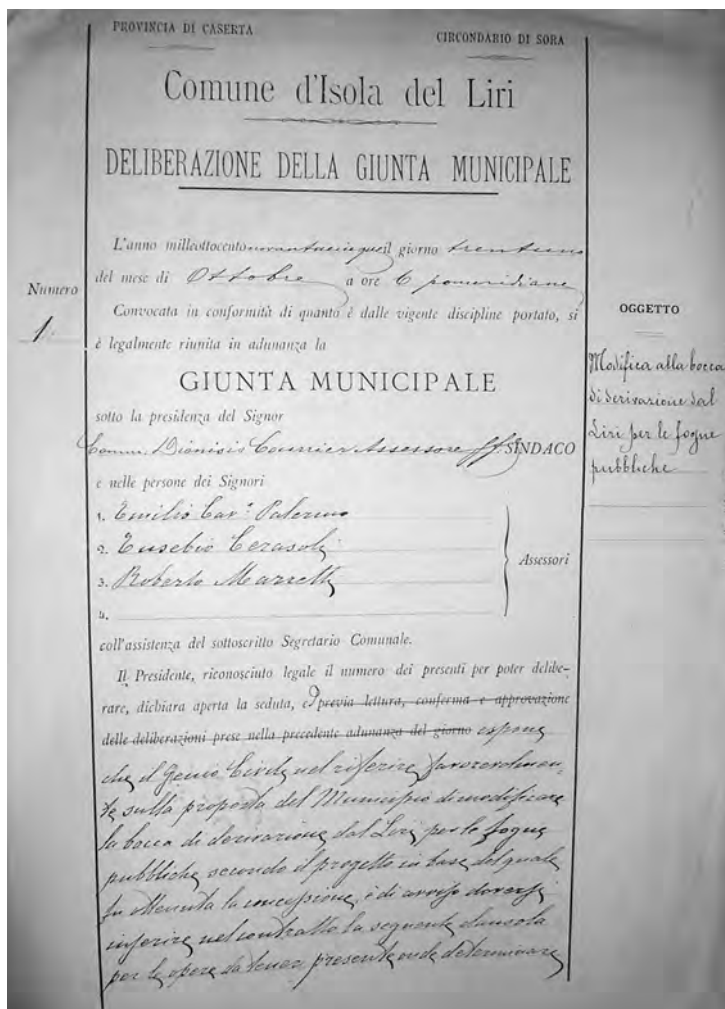 PROVINCIA DI CASERTA
CIRCONDARIO DI SORA
Comune d'Isola del Liri
DELIBERAZIONE DELLA GIUNTA MUNICIPALE
L'anno milleottocento novantacinque il giorno trentuno
del mese di Ottobre a ore 6 pomeridiane
Convocata in conformità di quanto è dalle vigente discipline portato, si
è legalmente riunita in adunanza la
GIUNTA MUNICIPALE
sotto la presidenza del Signor
Comm. Dionisio Courrier Assessore ff. SINDACO
e nelle persone dei Signori
1. Emilio Cav. Palermo
2. Eusebio Cerasoli
3. Roberto
4.
Assessori
coll'assistenza del sottoscritto Segretario Comunale.
Il Presidente, riconosciuto legale il numero dei presenti per poter delibe-
rare, dichiara aperta la seduta, e previa lettura, conferma e approvazione
delle deliberazioni prese nella precedente adunanza del giorno espone
che il Genio Civile nel riferire favorevolmen-
te sulla proposta del Municipio di modificare
la bocca di derivazione dal Liri per le fogne
pubbliche secondo il progetto in base del quale
fu ottenuta la concessione, è di avviso doversi
inserire nel contratto la seguente clausola
per le opere da tener presente onde determinare
Numero
1.
OGGETTO
Modifica alla bocca
di derivazione dal
Liri per le fogne
pubbliche